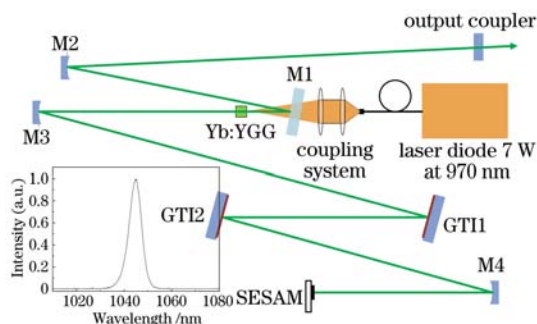 output coupler
M2
M1
M3
Yb:YGG
coupling
system
laser diode 7 W
at 970 nm
GTI2
GTI1
M4
SESAM
Intensity (a.u.)
1.0
0.8
0.6
0.4
0.2
0
1020
1040
1060
1080
Wavelength /nm